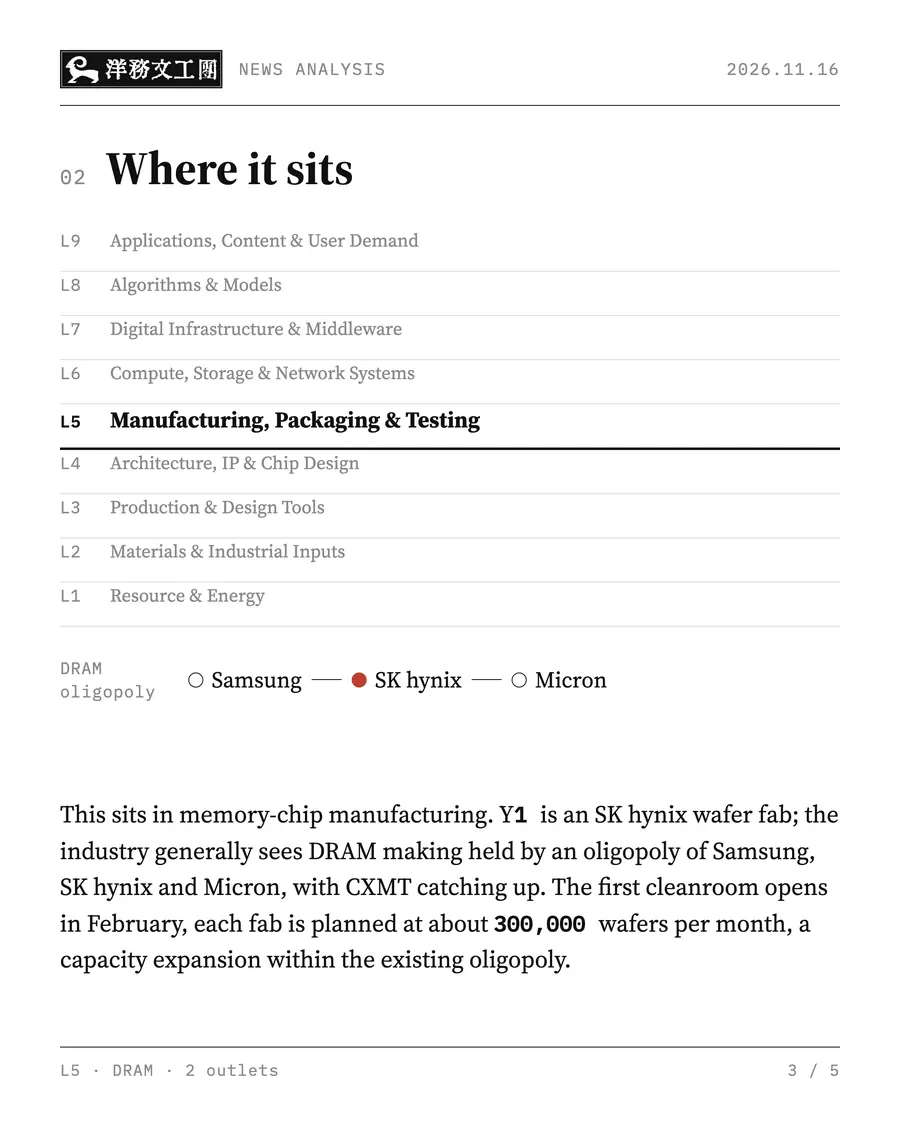 洋務文工團 NEWS ANALYSIS 2026.11.16
02 Where it sits
L9 Applications, Content & User Demand
L8 Algorithms & Models
L7 Digital Infrastructure & Middleware
L6 Compute, Storage & Network Systems
L5 Manufacturing, Packaging & Testing
L4 Architecture, IP & Chip Design
L3 Production & Design Tools
L2 Materials & Industrial Inputs
L1 Resource & Energy
DRAM
oligopoly
Samsung SK hynix Micron
This sits in memory-chip manufacturing. Y1 is an SK hynix wafer fab; the
industry generally sees DRAM making held by an oligopoly of Samsung,
SK hynix and Micron, with CXMT catching up. The first cleanroom opens
in February, each fab is planned at about 300,000 wafers per month, a
capacity expansion within the existing oligopoly.
L5 · DRAM · 2 outlets 3 / 5